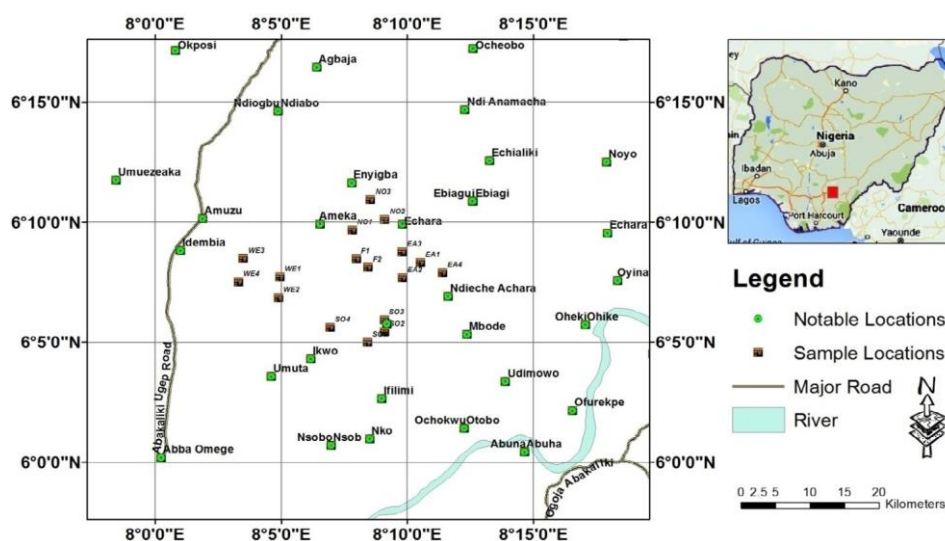 8°0'0"E 8°5'0"E 8°10'0"E 8°15'0"E
Okposi
Ocheobo
Agbaja
6°15'0"N
6°15'0"N
Ndiogbu Ndiabo
Ndi Anamacha
Echialiki
Noyo
Umuezeaka
Enyigba
NO3
Ebiagui Ebiagi
6°10'0"N
6°10'0"N
Amuzu
Ameka
NO1
NO2
Echara
Echara
Idembia
WE3
F1
F2
EA3
EA1
WE4
WE1
EA2
EA4
Oyina
WE2
Ndieche Achara
SO4
SO3
SO2
Mbode
OhekiOhike
6°5'0"N
6°5'0"N
Ikwo
Umuta
Udimowo
Ifilimi
Ofurekpe
OchokwuOtobo
NsoboNsob
Nko
AbunaAbuha
Abba Omege
6°0'0"N
6°0'0"N
Abakaliki Ugep Road
Ogoja Abakaliki
8°0'0"E 8°5'0"E 8°10'0"E 8°15'0"E
Kano
Nigeria
Abuja
Ibadan
Lagos
Port Harcourt
Cameroo
Yaounde
Legend
Notable Locations
Sample Locations
Major Road
River
N
0 2.5 5 10 15 20
Kilometers